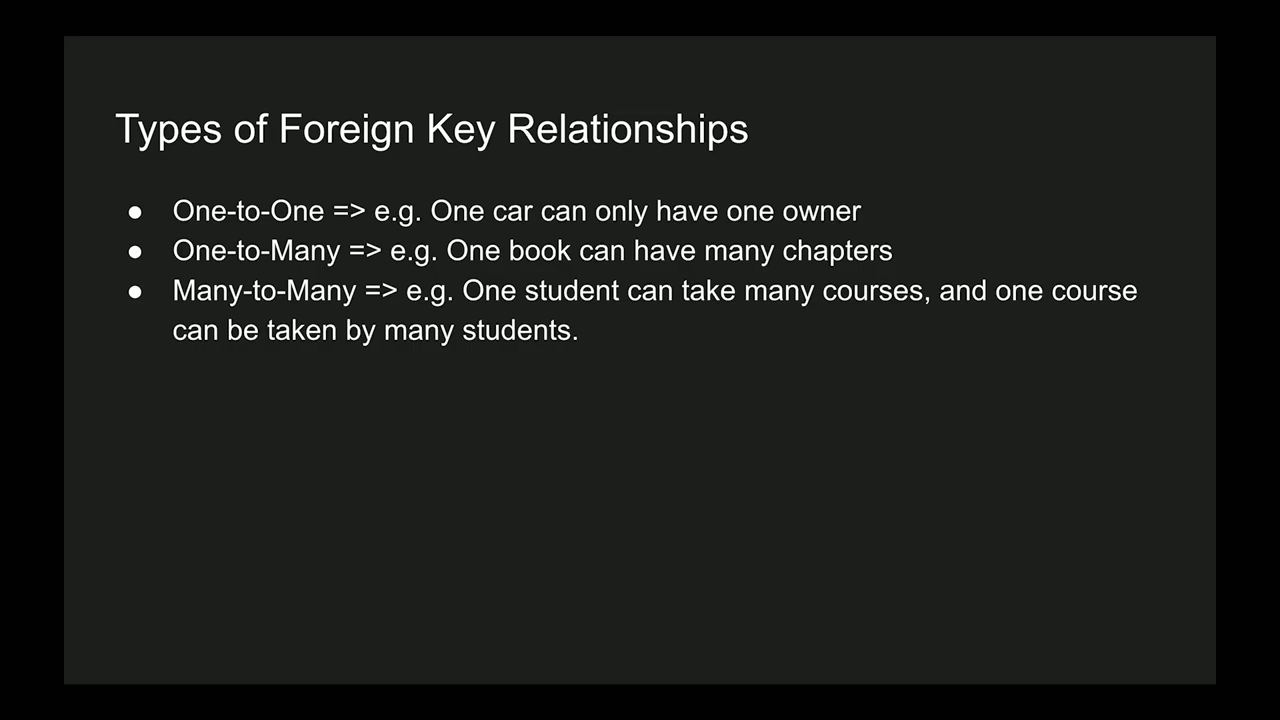 Types of Foreign Key Relationships
● One-to-One => e.g. One car can only have one owner
● One-to-Many => e.g. One book can have many chapters
● Many-to-Many => e.g. One student can take many courses, and one course
can be taken by many students.